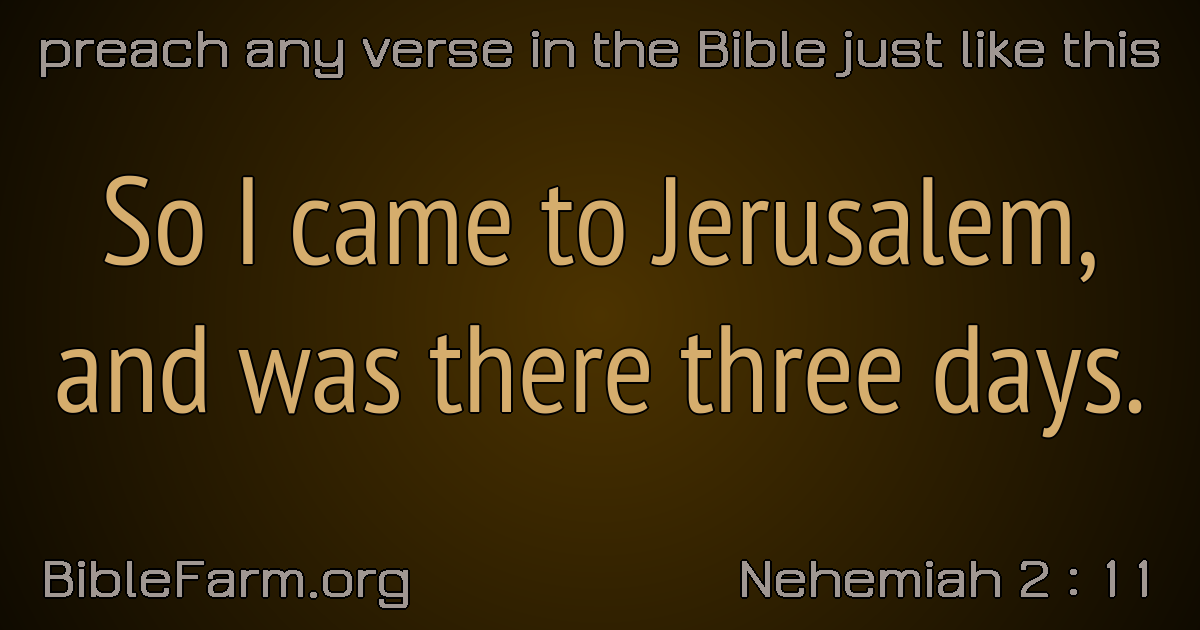 preach any verse in the Bible just like this
So I came to Jerusalem,
and was there three days.
BibleFarm.org
Nehemiah 2 : 11